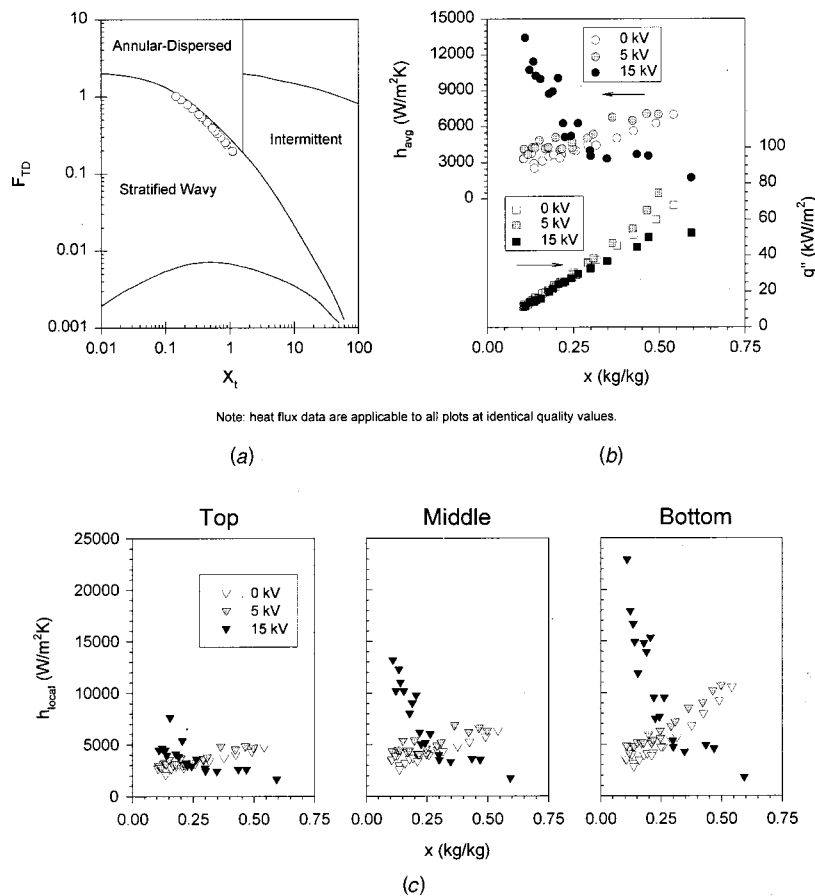 Annular-Dispersed
Intermittent
Stratified Wavy
10
1
0.1
0.01
0.001
F_TD
0.01 0.1 1 10 100
X_t
(a)
0 kV
5 kV
15 kV
15000
12000
9000
6000
3000
0
h_avg (W/m²K)
0 kV
5 kV
15 kV
100
80
60
40
20
0
q" (kW/m²)
0.00 0.25 0.50 0.75
x (kg/kg)
(b)
Note: heat flux data are applicable to all plots at identical quality values.
Top Middle Bottom
25000
20000
15000
10000
5000
0
h_local (W/m²K)
0 kV
5 kV
15 kV
0.00 0.25 0.50 0.75 0.00 0.25 0.50 0.75 0.00 0.25 0.50 0.75
x (kg/kg)
(c)